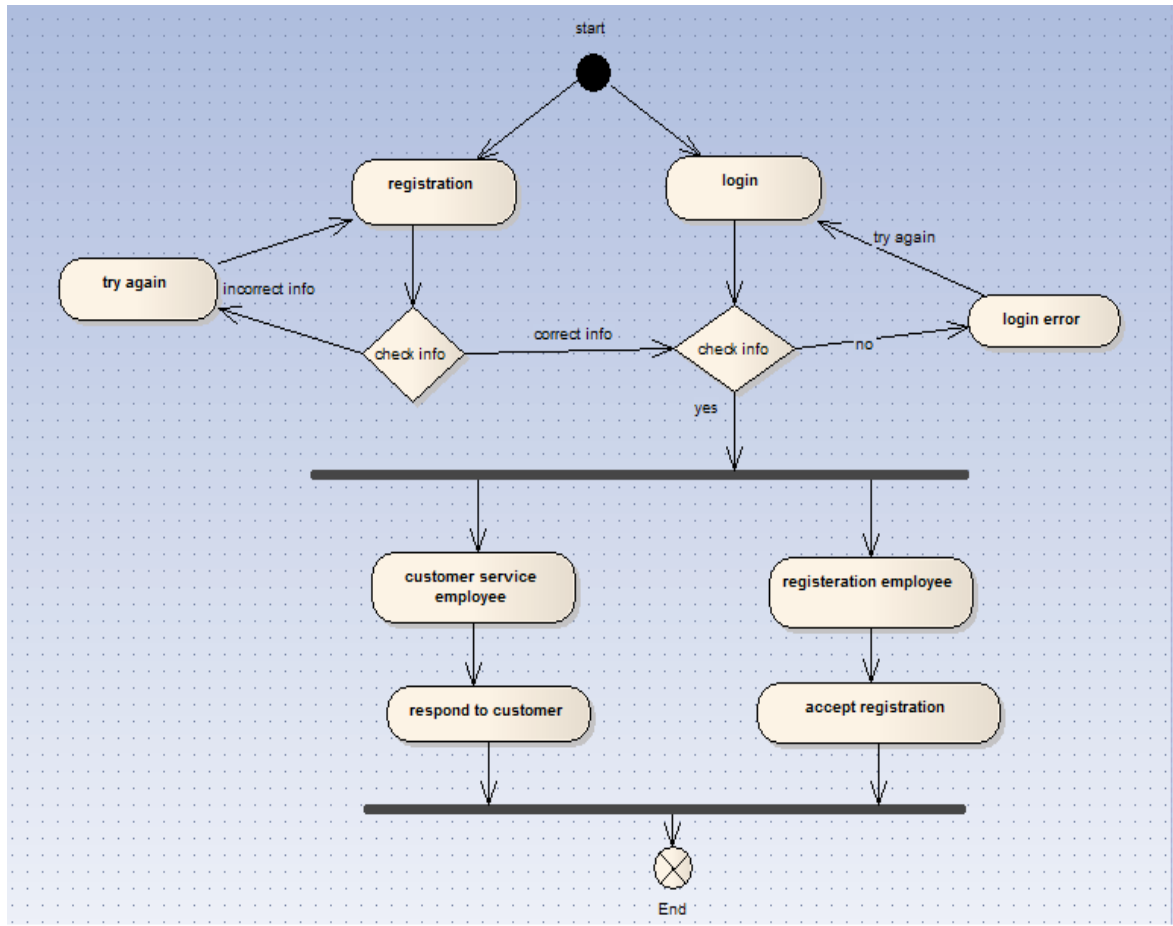 start
registration
login
try again
try again
incorrect info
login error
correct info
check info
check info
no
yes
customer service
employee
registeration employee
respond to customer
accept registration
End